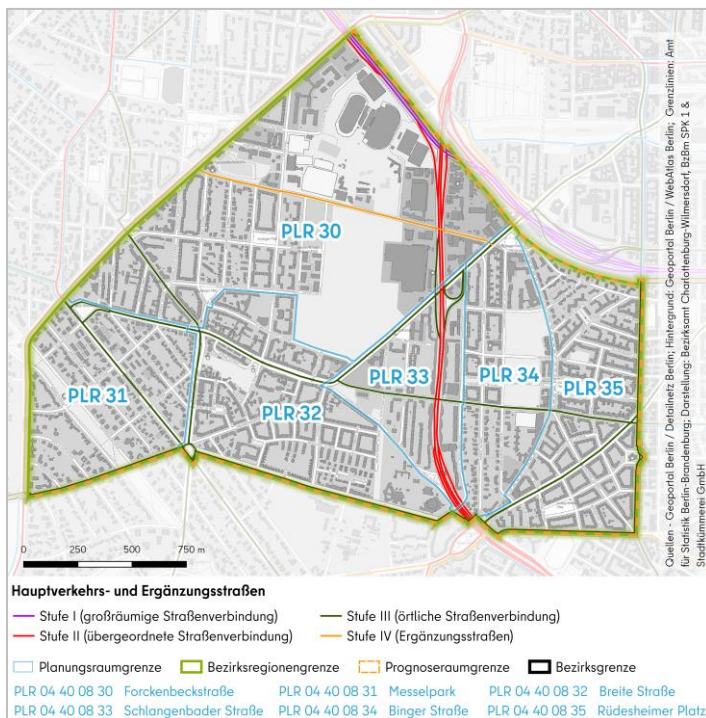 PLR 30
PLR 31
PLR 32
PLR 33
PLR 34
PLR 35
0 250 500 750 m
Quellen - Geoportal Berlin / Detailnetz Berlin; Hintergrund: Geoportal Berlin / WebAtlas Berlin; Grenzlinien: Amt
für Statistik Berlin-Brandenburg; Darstellung: Bezirksamt Charlottenburg-Wilmersdorf, BzBm SPK 1 &
Stadtkümmerei GmbH
Hauptverkehrs- und Ergänzungsstraßen
Stufe I (großräumige Straßenverbindung) Stufe III (örtliche Straßenverbindung)
Stufe II (übergeordnete Straßenverbindung) Stufe IV (Ergänzungsstraßen)
Planungsraumgrenze Bezirksregionengrenze Prognoseraumgrenze Bezirksgrenze
PLR 04 40 08 30 Forckenbeckstraße PLR 04 40 08 31 Messelpark PLR 04 40 08 32 Breite Straße
PLR 04 40 08 33 Schlangenbader Straße PLR 04 40 08 34 Binger Straße PLR 04 40 08 35 Rüdesheimer Platz